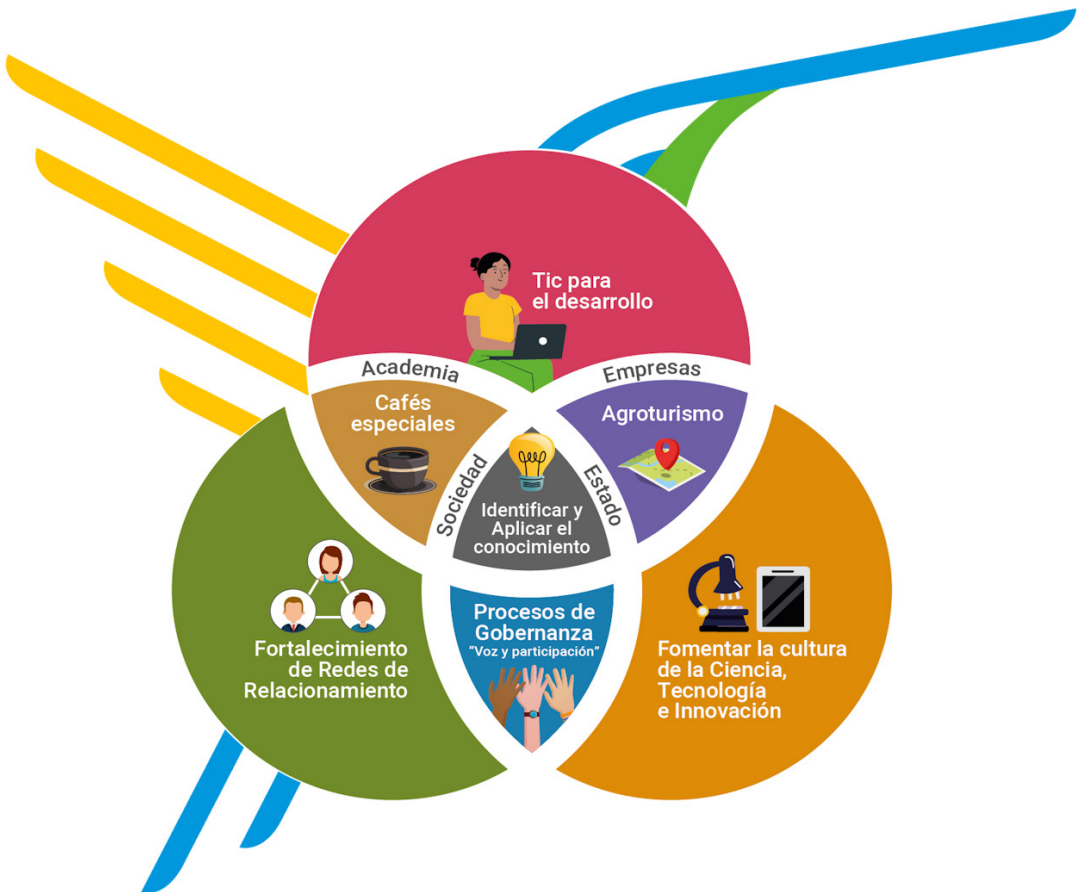 Tic para
el desarrollo
Academia
Empresas
Cafés
especiales
Agroturismo
Sociedad
Estado
Identificar y
Aplicar el
conocimiento
Procesos de
Gobernanza
"Voz y participación"
Fortalecimiento
de Redes de
Relacionamiento
Fomentar la cultura
de la Ciencia,
Tecnología
e Innovación